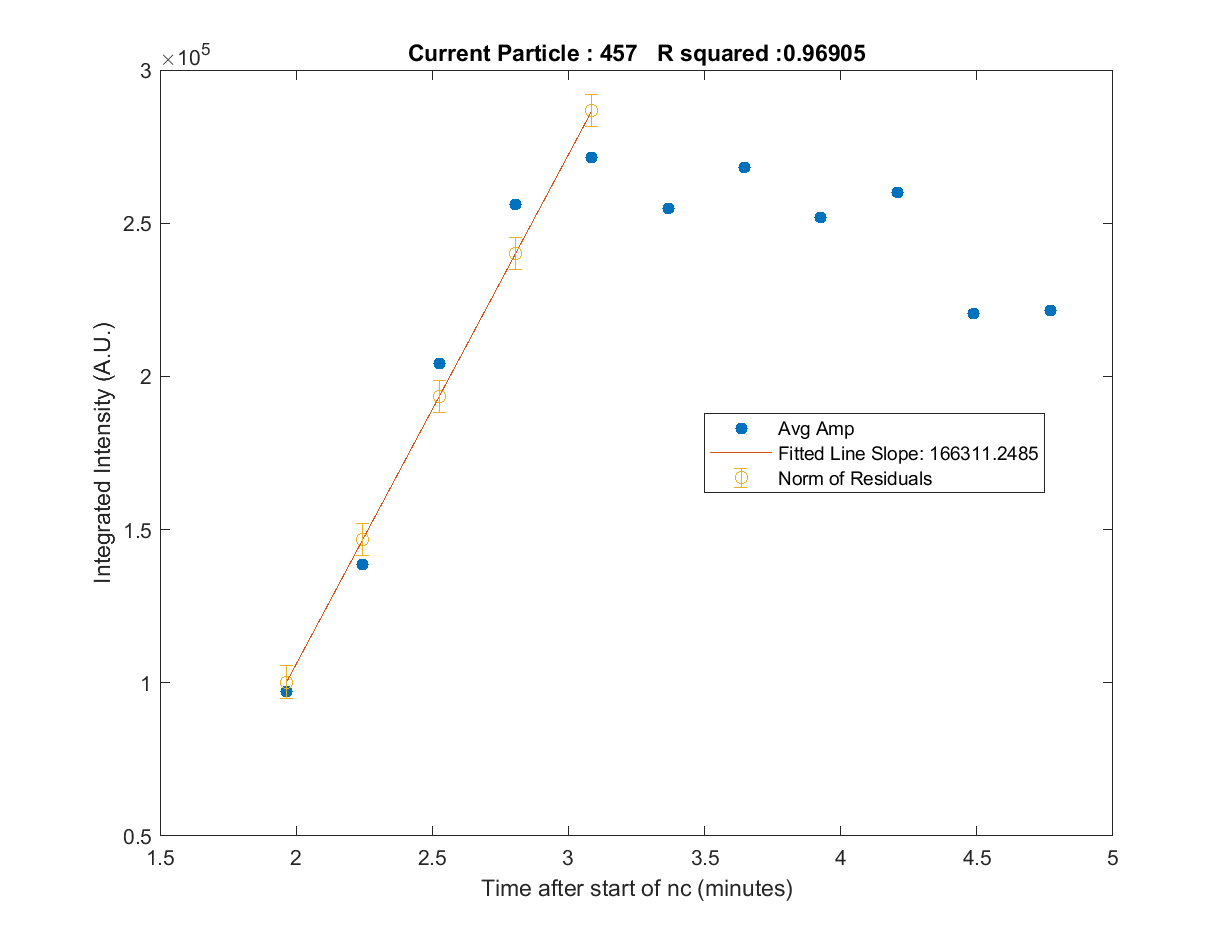 Current Particle : 457   R squared :0.96905
×10^5
3
2.5
2
1.5
1
0.5
Integrated Intensity (A.U.)
Avg Amp
Fitted Line Slope: 166311.2485
Norm of Residuals
1.5 2 2.5 3 3.5 4 4.5 5
Time after start of nc (minutes)